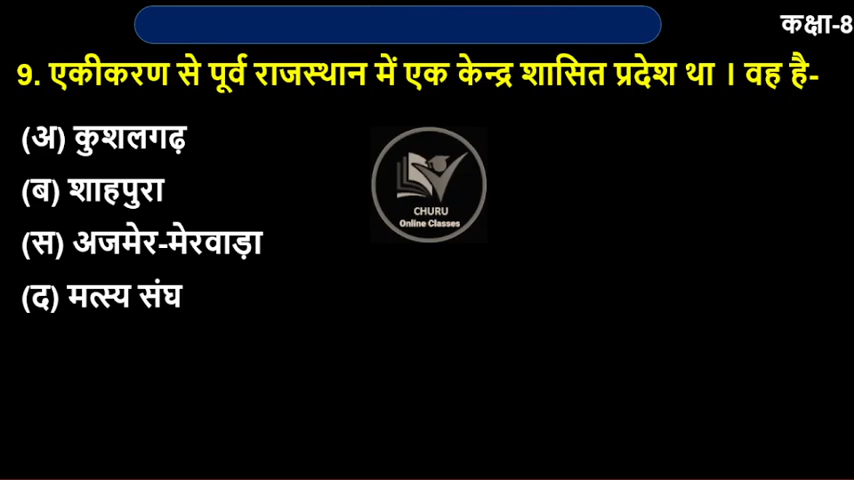 कक्षा-8
9. एकीकरण से पूर्व राजस्थान में एक केन्द्र शासित प्रदेश था । वह है-
(अ) कुशलगढ़
(ब) शाहपुरा
(स) अजमेर-मेरवाड़ा
(द) मत्स्य संघ
CHURU
Online Classes